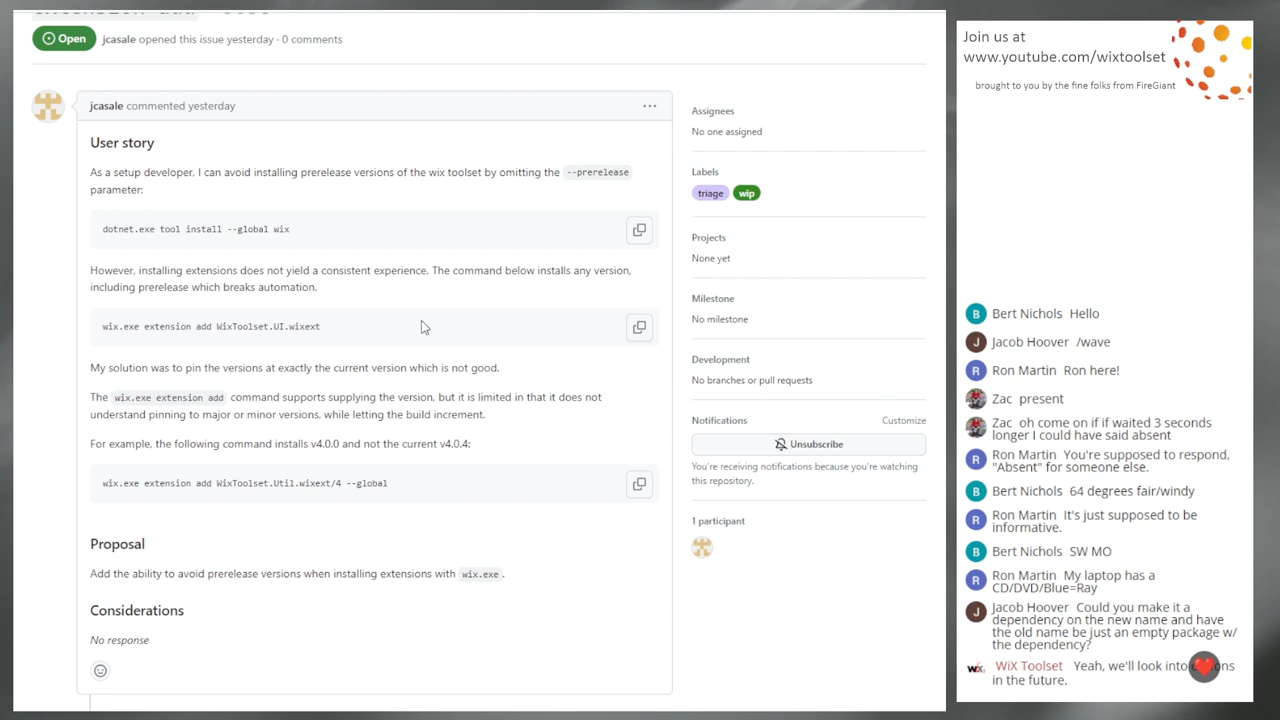 Open
jcasale opened this issue yesterday · 0 comments
jcasale commented yesterday
User story
As a setup developer, I can avoid installing prerelease versions of the wix toolset by omitting the --prerelease
parameter:
dotnet.exe tool install --global wix
However, installing extensions does not yield a consistent experience. The command below installs any version,
including prerelease which breaks automation.
wix.exe extension add WixToolset.UI.wixext
My solution was to pin the versions at exactly the current version which is not good.
The wix.exe extension add command supports supplying the version, but it is limited in that it does not
understand pinning to major or minor versions, while letting the build increment.
For example, the following command installs v4.0.0 and not the current v4.0.4:
wix.exe extension add WixToolset.Util.wixext/4 --global
Proposal
Add the ability to avoid prerelease versions when installing extensions with wix.exe.
Considerations
No response
Assignees
No one assigned
Labels
triage wip
Projects
None yet
Milestone
No milestone
Development
No branches or pull requests
Notifications Customize
Unsubscribe
You're receiving notifications because you're watching
this repository.
1 participant
Join us at
www.youtube.com/wixtoolset
brought to you by the fine folks from FireGiant
B Bert Nichols Hello
J Jacob Hoover /wave
R Ron Martin Ron here!
Zac present
Zac oh come on if if waited 3 seconds
longer I could have said absent
R Ron Martin You're supposed to respond,
"Absent" for someone else.
B Bert Nichols 64 degrees fair/windy
R Ron Martin It's just supposed to be
informative.
B Bert Nichols SW MO
R Ron Martin My laptop has a
CD/DVD/Blue=Ray
J Jacob Hoover Could you make it a
dependency on the new name and have
the old name be just an empty package w/
the dependency?
WiX WiX Toolset Yeah, we'll look into
in the future.